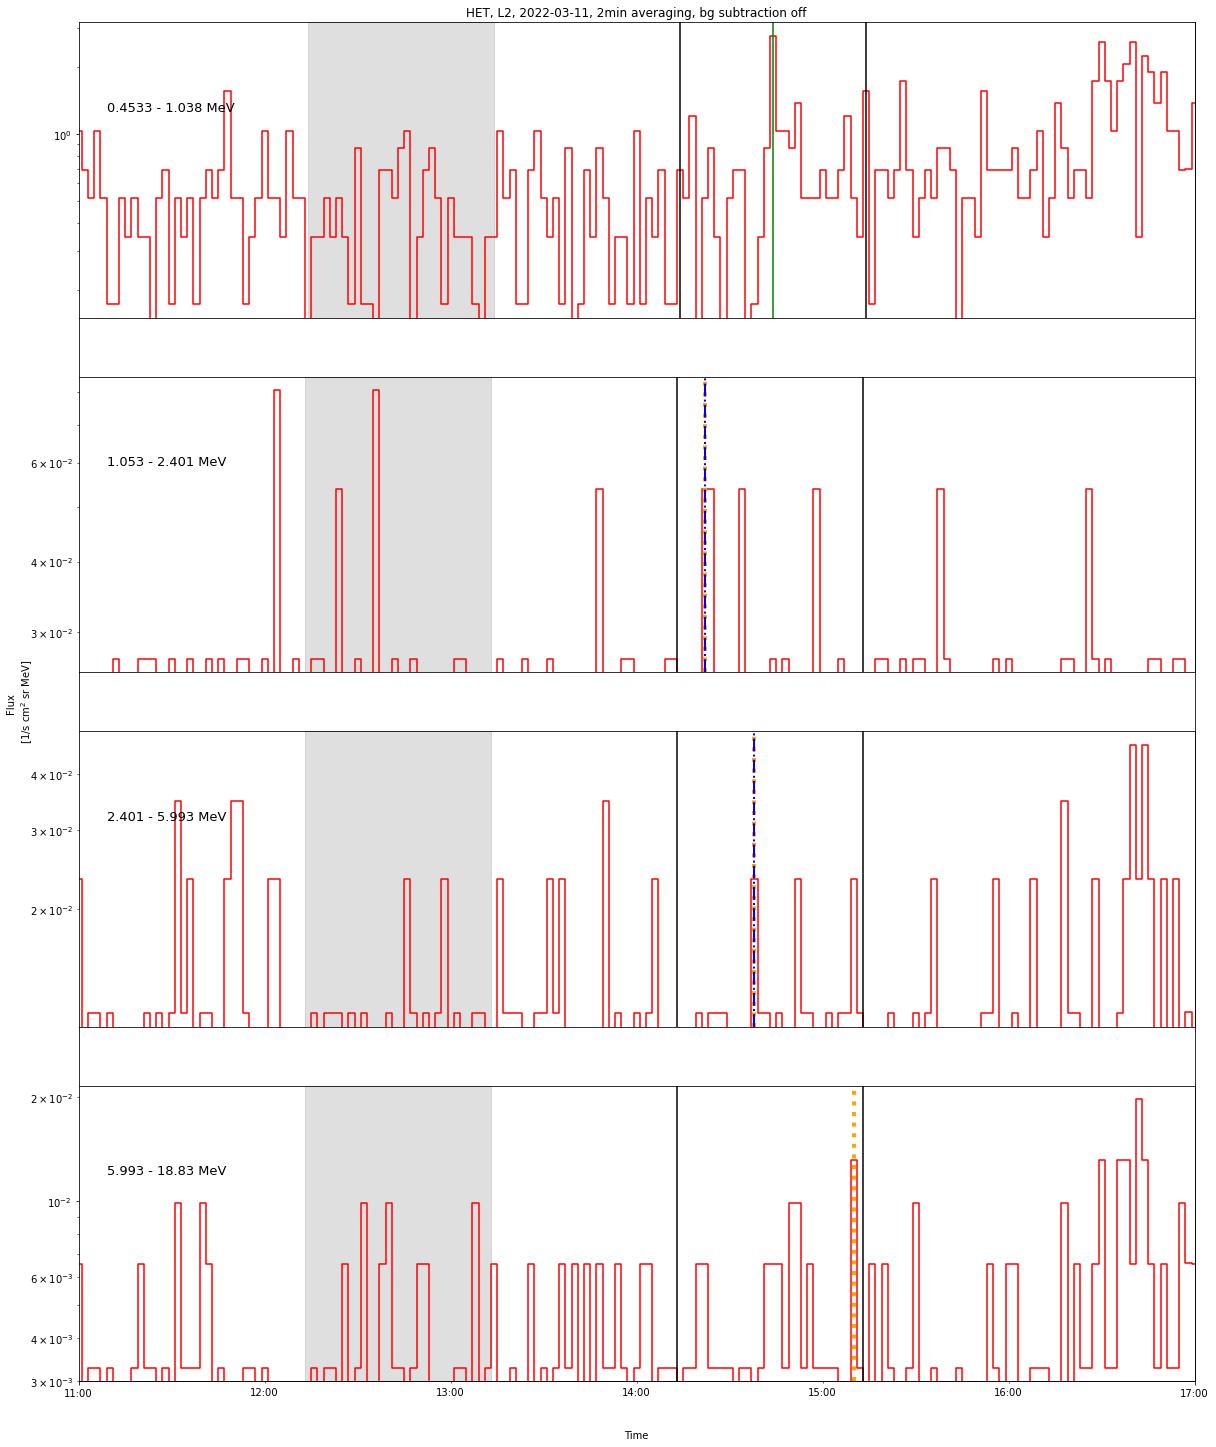 HET, L2, 2022-03-11, 2min averaging, bg subtraction off
0.4533 - 1.038 MeV
10⁰
1.053 - 2.401 MeV
6 × 10⁻²
4 × 10⁻²
3 × 10⁻²
Flux
[1/s cm² sr MeV]
2.401 - 5.993 MeV
4 × 10⁻²
3 × 10⁻²
2 × 10⁻²
5.993 - 18.83 MeV
2 × 10⁻²
10⁻²
6 × 10⁻³
4 × 10⁻³
3 × 10⁻³
11:00 12:00 13:00 14:00 15:00 16:00 17:00
Time